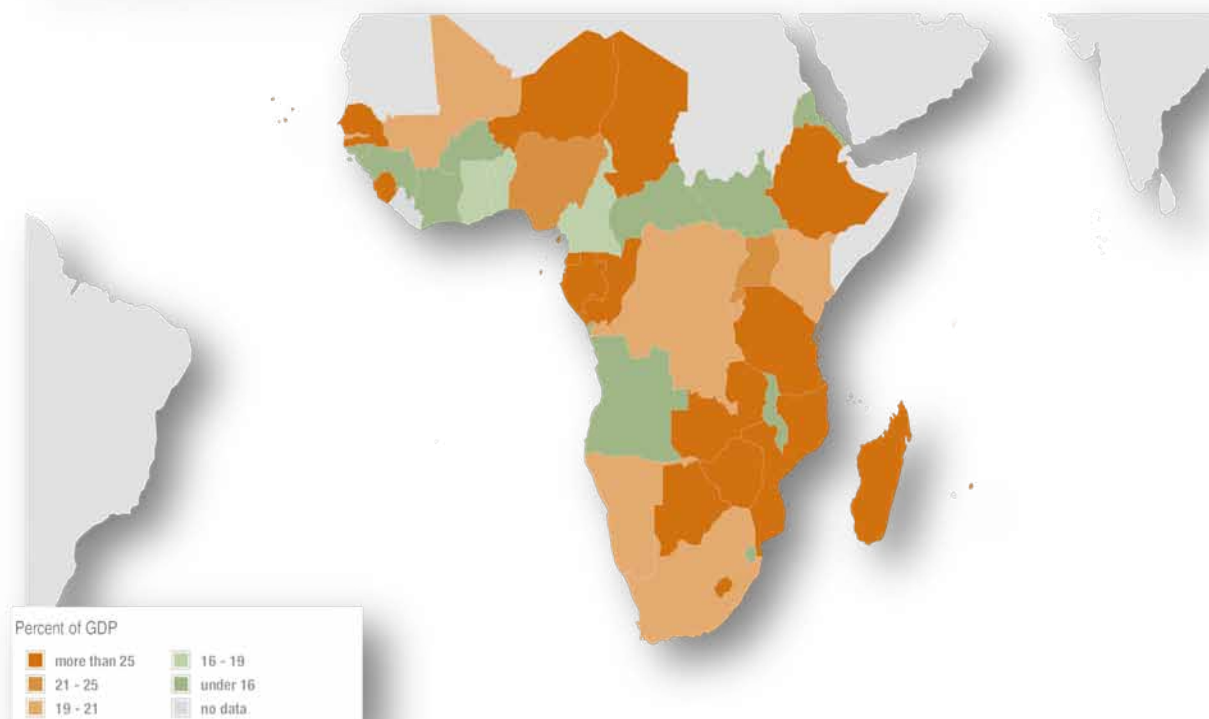 Percent of GDP
more than 25
21 - 25
19 - 21
16 - 19
under 16
no data